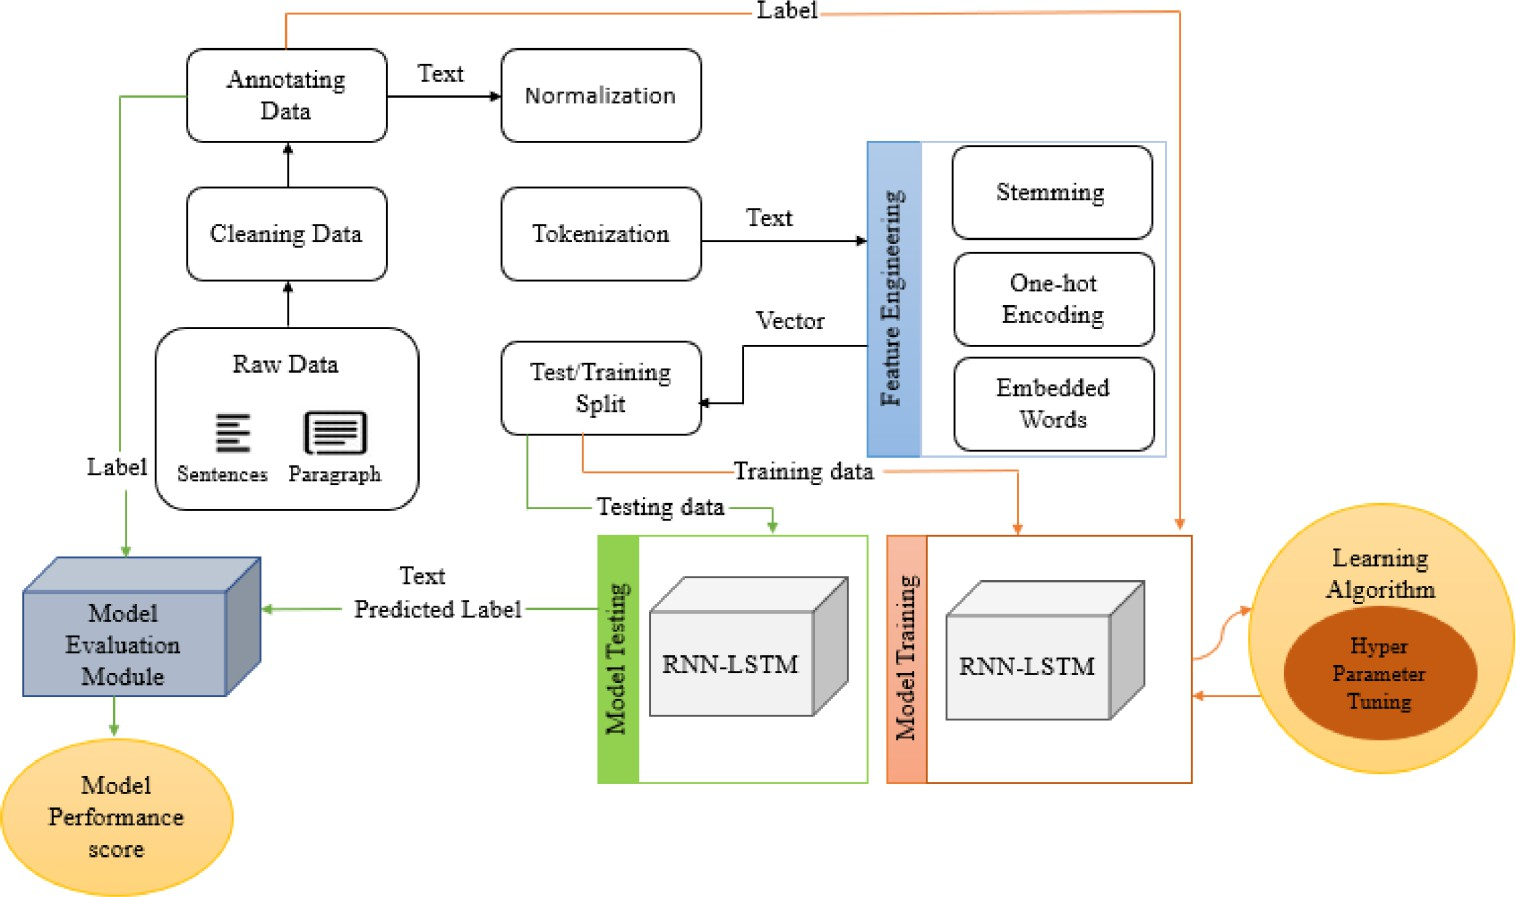 Label
Annotating
Data
Text
Normalization
Cleaning Data
Tokenization
Text
Feature Engineering
Stemming
One-hot
Encoding
Embedded
Words
Vector
Raw Data
Sentences
Paragraph
Test/Training
Split
Label
Training data
Testing data
Model
Evaluation
Module
Text
Predicted Label
Model Testing
RNN-LSTM
Model Training
RNN-LSTM
Learning
Algorithm
Hyper
Parameter
Tuning
Model
Performance
score